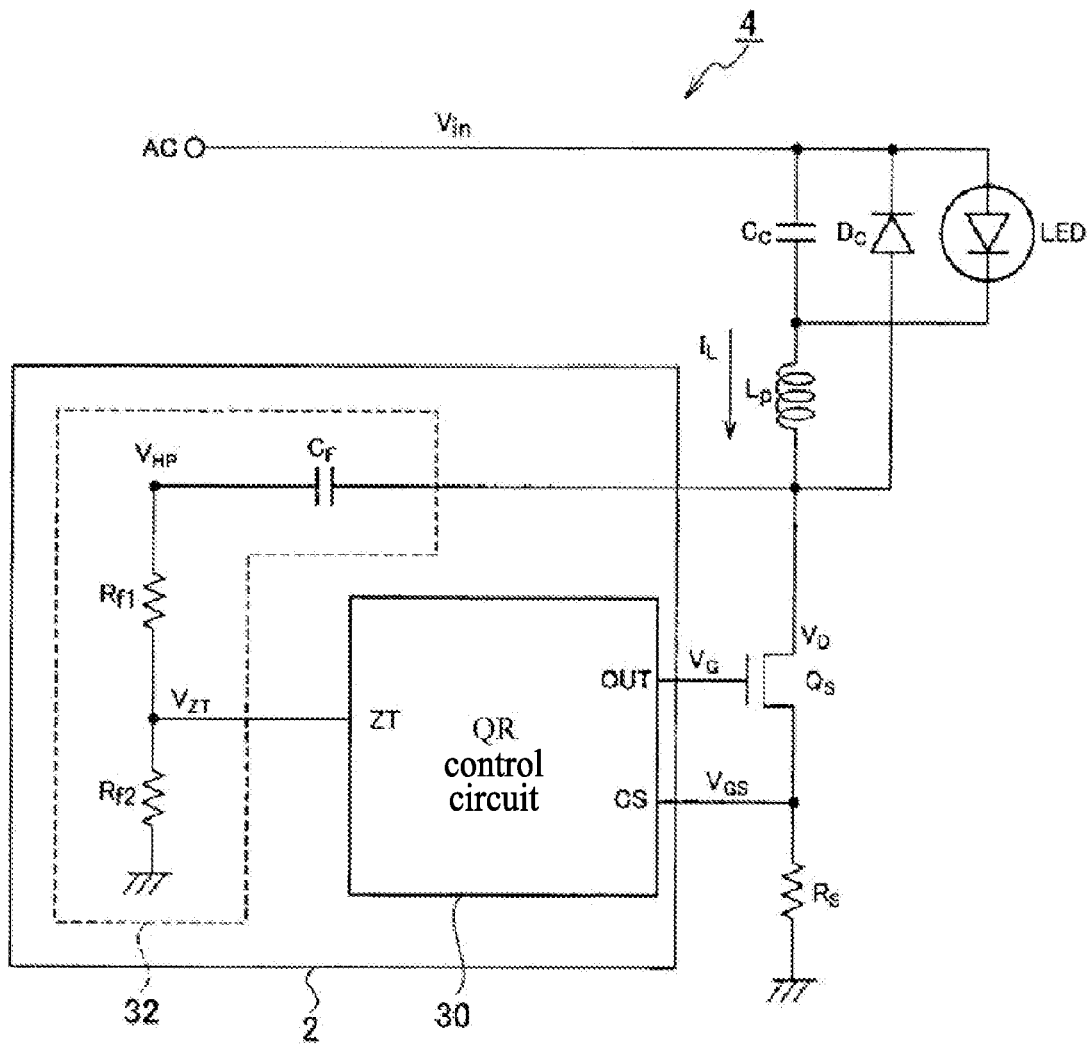 4
Vin
AC
CC
DC
LED
IL
Lp
VHP
CF
Rf1
VD
VG
OUT
QS
VZT
ZT
QR
control
circuit
Rf2
CS
VGS
RS
32
2
30